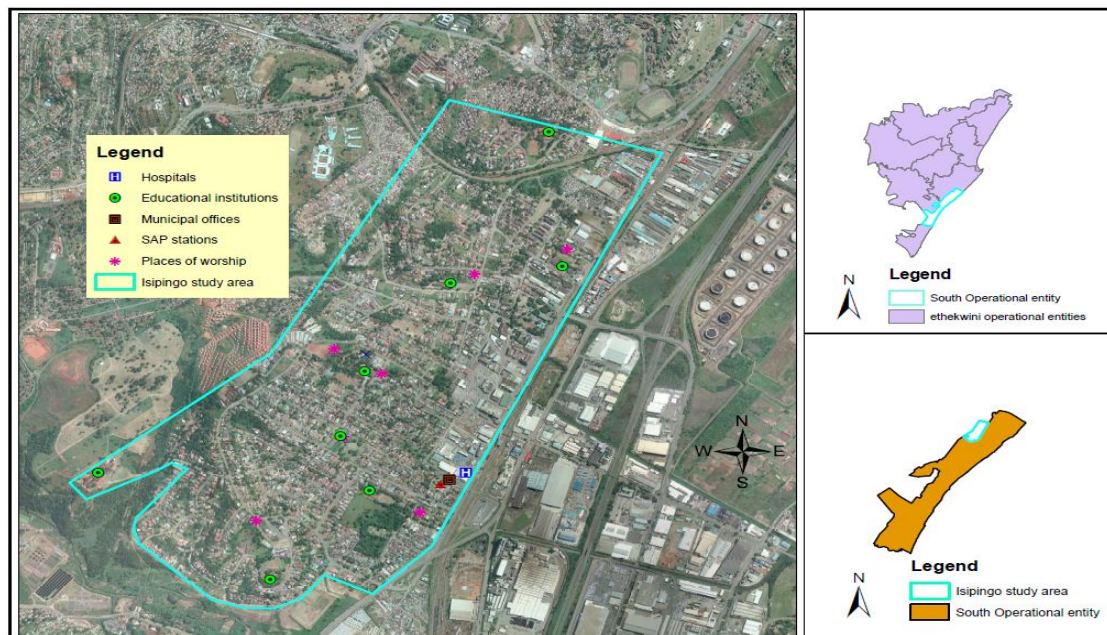 Legend
H Hospitals
Educational institutions
Municipal offices
SAP stations
Places of worship
Isipingo study area
H
N
W E
S
N
Legend
South Operational entity
ethekwini operational entities
N
Legend
Isipingo study area
South Operational entity